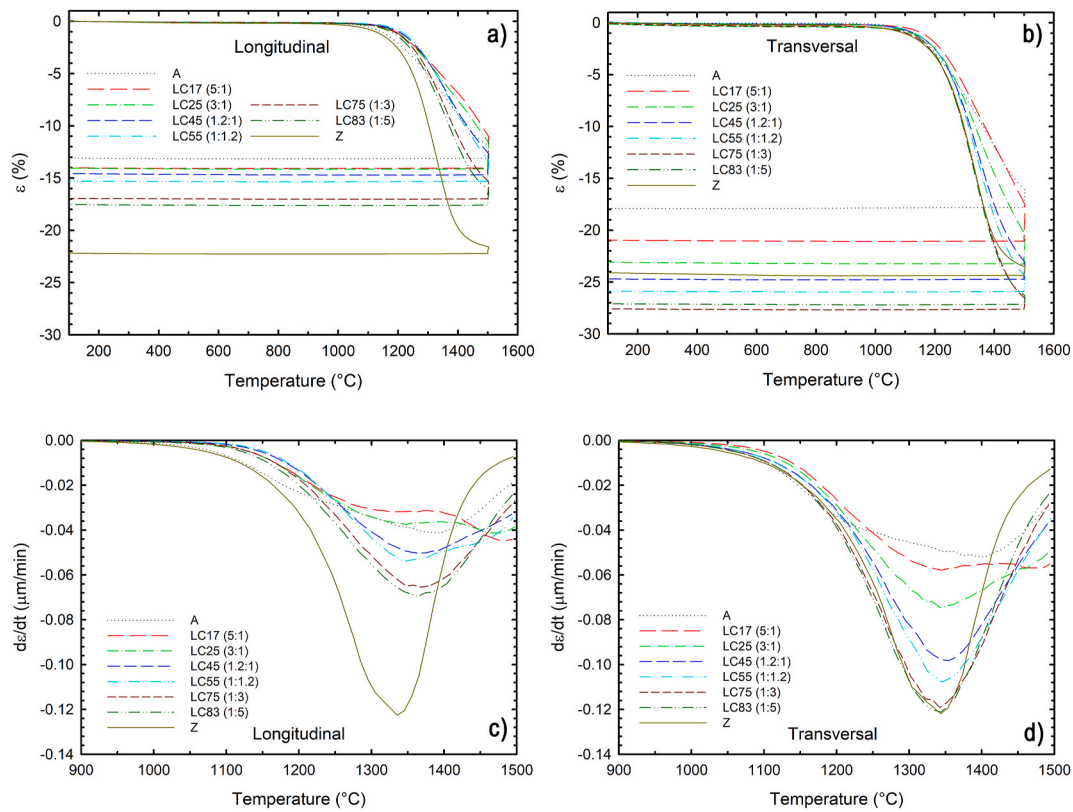 a)
Longitudinal
A
LC17 (5:1)
LC25 (3:1)
LC45 (1.2:1)
LC55 (1:1.2)
LC75 (1:3)
LC83 (1:5)
Z
0
-5
-10
-15
-20
-25
-30
ε (%)
200 400 600 800 1000 1200 1400 1600
Temperature (°C)
b)
Transversal
A
LC17 (5:1)
LC25 (3:1)
LC45 (1.2:1)
LC55 (1:1.2)
LC75 (1:3)
LC83 (1:5)
Z
0
-5
-10
-15
-20
-25
-30
ε (%)
200 400 600 800 1000 1200 1400 1600
Temperature (°C)
0.00
-0.02
-0.04
-0.06
-0.08
-0.10
-0.12
-0.14
dε/dt (μm/min)
A
LC17 (5:1)
LC25 (3:1)
LC45 (1.2:1)
LC55 (1:1.2)
LC75 (1:3)
LC83 (1:5)
Z
Longitudinal
c)
900 1000 1100 1200 1300 1400 1500
Temperature (°C)
0.00
-0.02
-0.04
-0.06
-0.08
-0.10
-0.12
-0.14
dε/dt (μm/min)
A
LC17 (5:1)
LC25 (3:1)
LC45 (1.2:1)
LC55 (1:1.2)
LC75 (1:3)
LC83 (1:5)
Z
Transversal
d)
900 1000 1100 1200 1300 1400 1500
Temperature (°C)